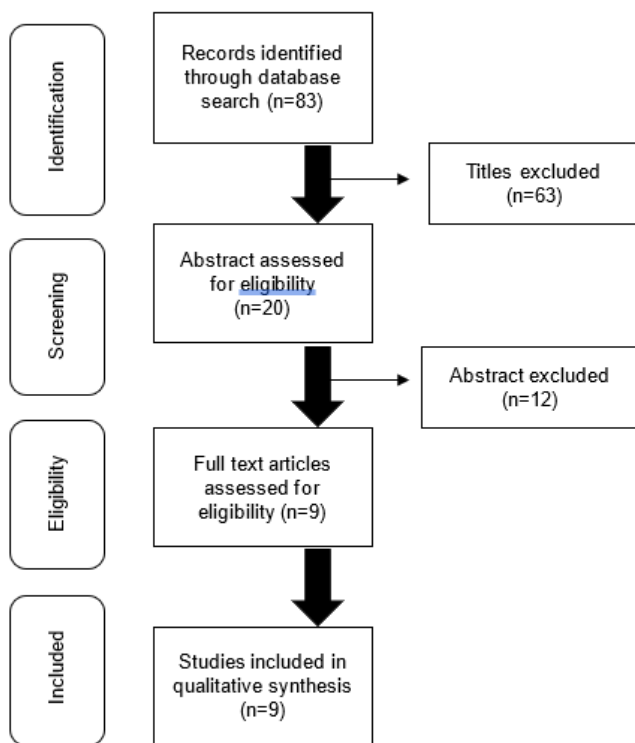 Identification
Records identified
through database
search (n=83)
Titles excluded
(n=63)
Screening
Abstract assessed
for eligibility
(n=20)
Abstract excluded
(n=12)
Eligibility
Full text articles
assessed for
eligibility (n=9)
Included
Studies included in
qualitative synthesis
(n=9)